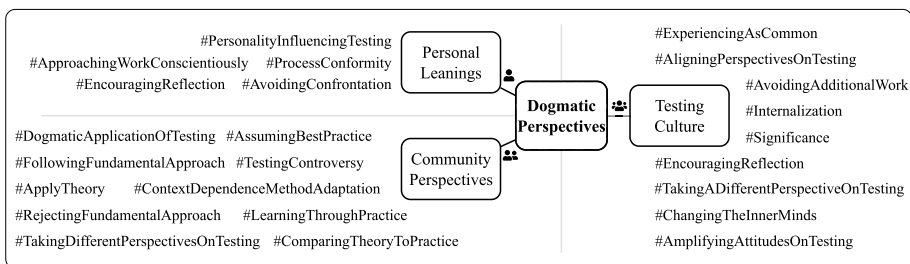 #PersonalityInfluencingTesting
#ApproachingWorkConscientiously #ProcessConformity
#EncouragingReflection #AvoidingConfrontation
Personal
Leanings
#DogmaticApplicationOfTesting #AssumingBestPractice
#FollowingFundamentalApproach #TestingControversy
#ApplyTheory #ContextDependenceMethodAdaptation
#RejectingFundamentalApproach #LearningThroughPractice
#TakingDifferentPerspectivesOnTesting #ComparingTheoryToPractice
Community
Perspectives
Dogmatic
Perspectives
Testing
Culture
#ExperiencingAsCommon
#AligningPerspectivesOnTesting
#AvoidingAdditionalWork
#Internalization
#Significance
#EncouragingReflection
#TakingADifferentPerspectiveOnTesting
#ChangingTheInnerMinds
#AmplifyingAttitudesOnTesting